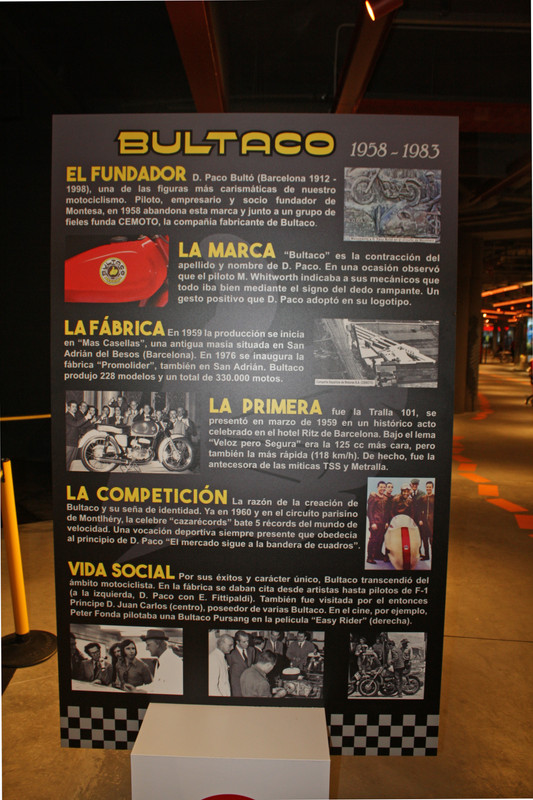 BULTACO 1958 - 1983
EL FUNDADOR D. Paco Bultó (Barcelona 1912 -
1998), una de las figuras más carismáticas de nuestro
motociclismo. Piloto, empresario y socio fundador de
Montesa, en 1958 abandona esta marca y junto a un grupo de
fieles funda CEMOTO, la compañia fabricante de Bultaco.
BULTACO
LA MARCA "Bultaco" es la contracción del
apellido y nombre de D. Paco. En una ocasión observó
que el piloto M. Whitworth indicaba a sus mecánicos que
todo iba bien mediante el signo del dedo rampante. Un
gesto positivo que D. Paco adoptó en su logotipo.
LA FÁBRICA En 1959 la producción se inicia
en "Mas Casellas", una antigua masia situada en San
Adrián del Besos (Barcelona). En 1976 se inaugura la
fábrica "Promolider", también en San Adrián. Bultaco
produjo 228 modelos y un total de 330.000 motos.
LA PRIMERA fue la Tralla 101, se
presentó en marzo de 1959 en un histórico acto
celebrado en el hotel Ritz de Barcelona. Bajo el lema
"Veloz pero Segura" era la 125 cc más cara, pero
también la más rápida (118 km/h). De hecho, fue la
antecesora de las míticas TSS y Metralla.
LA COMPETICIÓN La razón de la creación de
Bultaco y su seña de identidad. Ya en 1960 y en el circuito parisino
de Montlhéry, la celebre "cazarécords" bate 5 récords del mundo de
velocidad. Una vocación deportiva siempre presente que obedecía
al principio de D. Paco "El mercado sigue a la bandera de cuadros".
VIDA SOCIAL Por sus éxitos y carácter único, Bultaco transcendió del
ámbito motociclista. En la fábrica se daban cita desde artistas hasta pilotos de F-1
(a la izquierda, D. Paco con E. Fittipaldi). También fue visitada por el entonces
Príncipe D. Juan Carlos (centro), poseedor de varias Bultaco. En el cine, por ejemplo,
Peter Fonda pilotaba una Bultaco Pursang en la película "Easy Rider" (derecha).